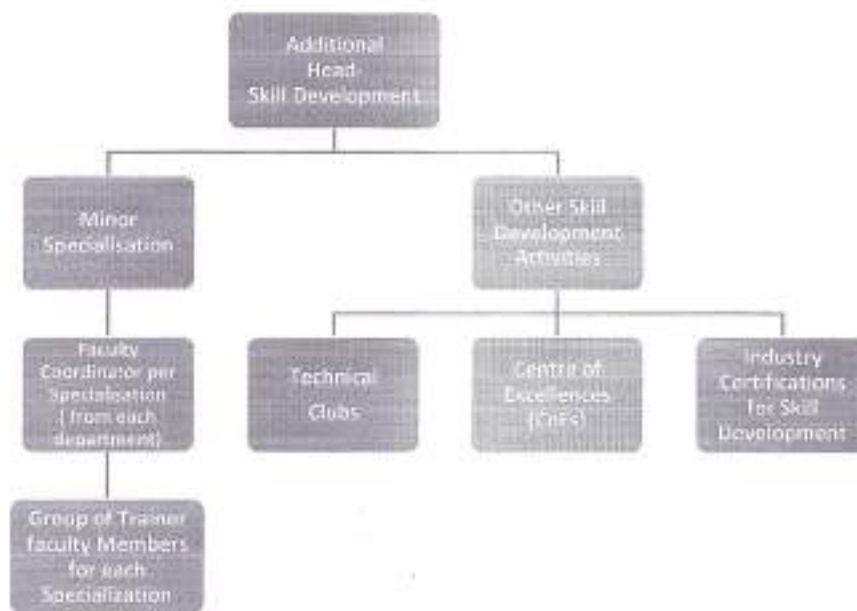 Additional
Head-
Skill Development
Minor
Specialisation
Other Skill
Development
Activities
Faculty
Coordinator per
Specialisation
( from each
department)
Technical
Clubs
Centre of
Excellences
(CoEs)
Industry
Certifications
for Skill
Development
Group of Trainer
faculty Members
for each
Specialization